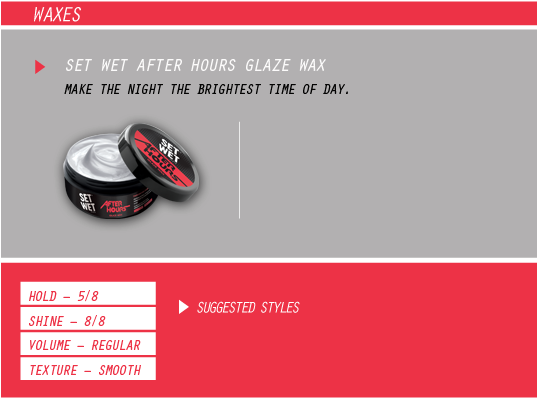 WAXES
SET WET AFTER HOURS GLAZE WAX
MAKE THE NIGHT THE BRIGHTEST TIME OF DAY.
SET
WET
AFTER
HOURS
SET
WET
AFTER
HOURS
HOLD – 5/8
SHINE – 8/8
VOLUME – REGULAR
TEXTURE – SMOOTH
SUGGESTED STYLES